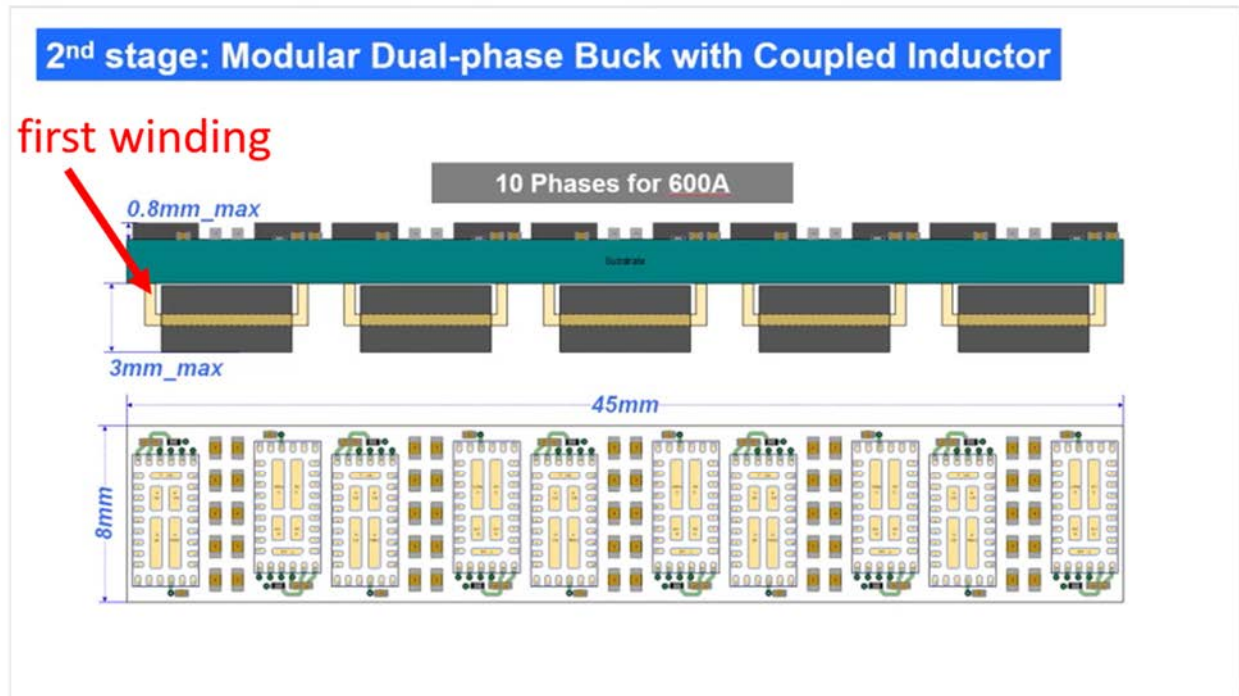 2nd stage: Modular Dual-phase Buck with Coupled Inductor
first winding
10 Phases for 600A
0.8mm_max
Substrate
3mm_max
45mm
8mm